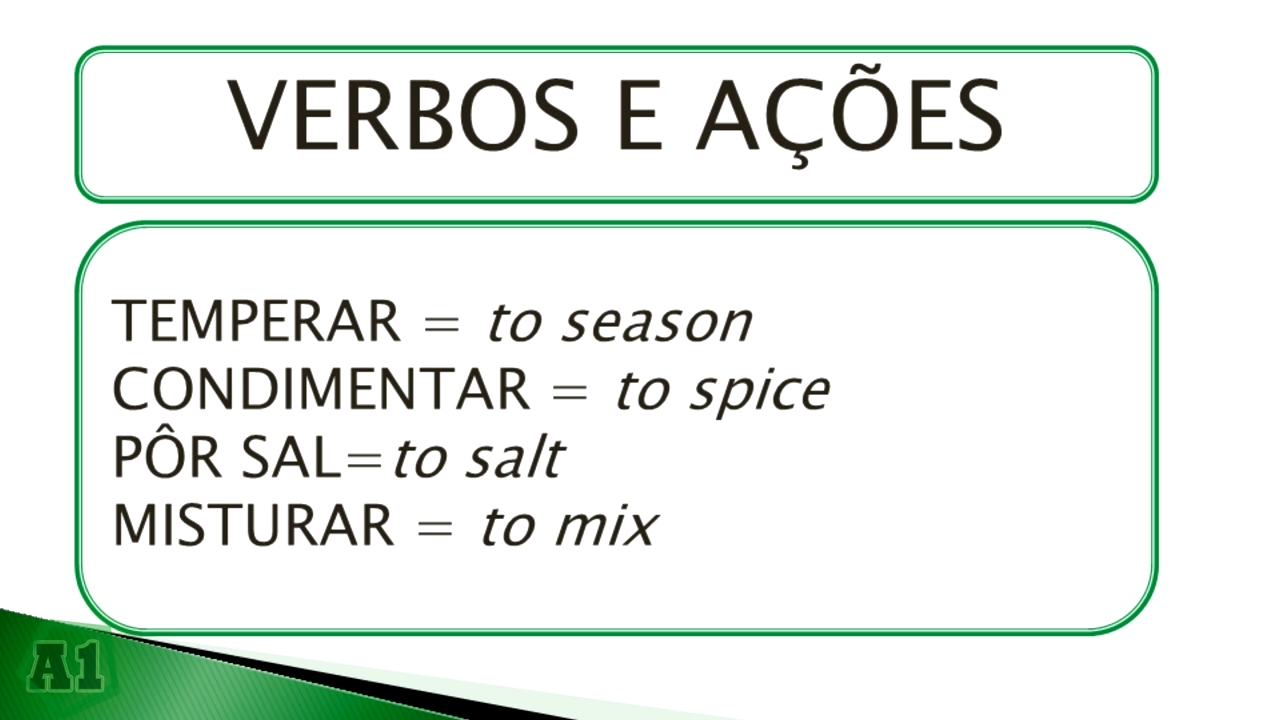 VERBOS E AÇÕES
TEMPERAR = to season
CONDIMENTAR = to spice
PÔR SAL=to salt
MISTURAR = to mix
A1